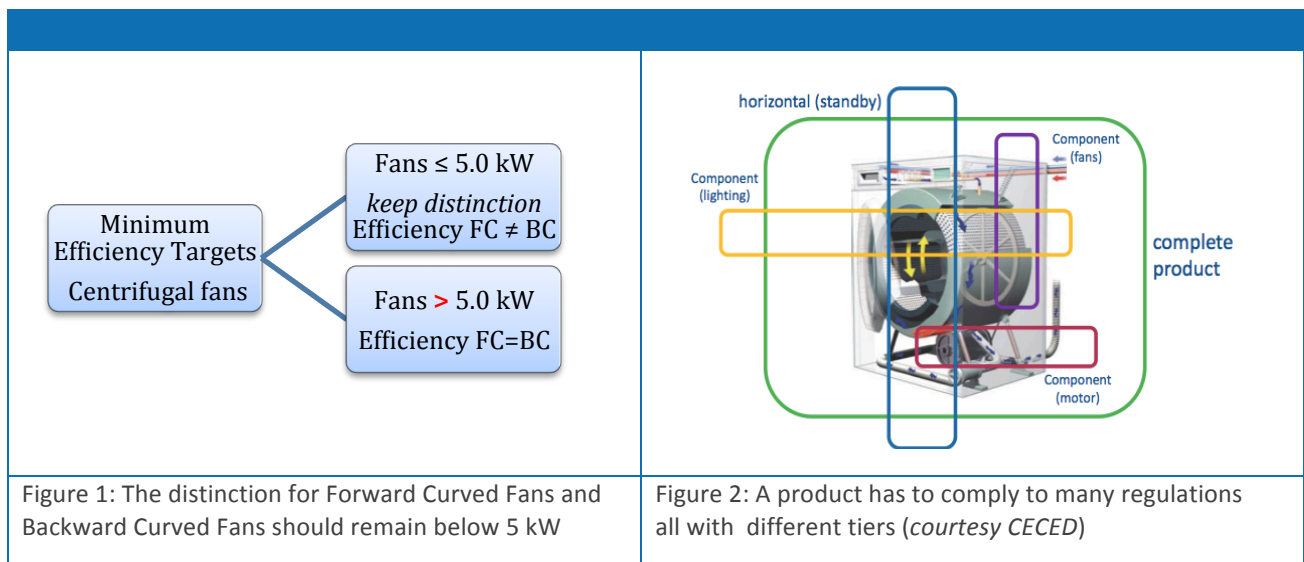 Minimum
Efficiency Targets
Centrifugal fans
Fans ≤ 5.0 kW
keep distinction
Efficiency FC ≠ BC
Fans > 5.0 kW
Efficiency FC=BC
horizontal (standby)
Component
(fans)
Component
(lighting)
complete
product
Component
(motor)
Figure 1: The distinction for Forward Curved Fans and
Backward Curved Fans should remain below 5 kW
Figure 2: A product has to comply to many regulations
all with  different tiers (courtesy CECED)